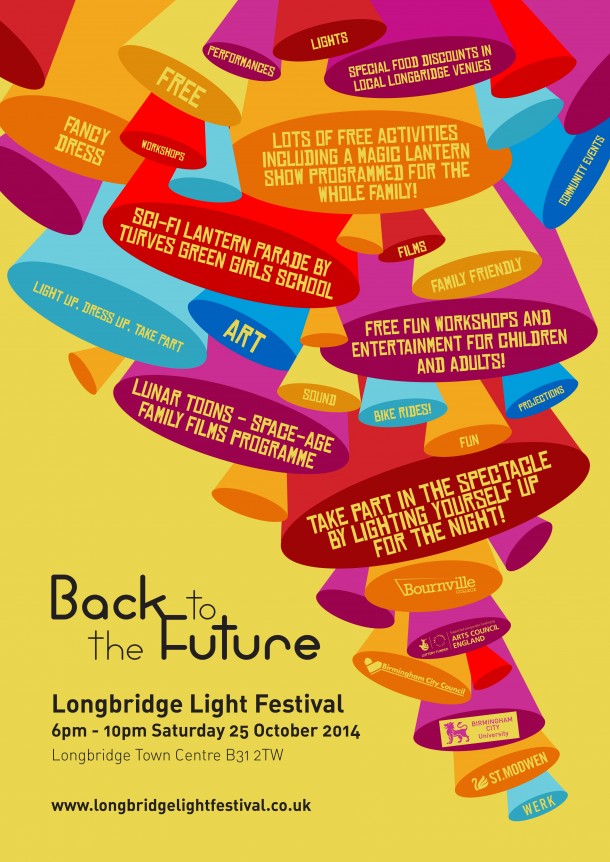 PERFORMANCES
LIGHTS
SPECIAL FOOD DISCOUNTS IN
LOCAL LONGBRIDGE VENUES
FREE
FANCY
DRESS
WORKSHOPS
LOTS OF FREE ACTIVITIES
INCLUDING A MAGIC LANTERN
SHOW PROGRAMMED FOR THE
WHOLE FAMILY!
COMMUNITY EVENTS
SCI-FI LANTERN PARADE BY
TURVES GREEN GIRLS SCHOOL
FILMS
FAMILY FRIENDLY
LIGHT UP, DRESS UP, TAKE PART
ART
FREE FUN WORKSHOPS AND
ENTERTAINMENT FOR CHILDREN
AND ADULTS!
LUNAR TOONS - SPACE-AGE
FAMILY FILMS PROGRAMME
SOUND
BIKE RIDES!
PROJECTIONS
FUN
TAKE PART IN THE SPECTACLE
BY LIGHTING YOURSELF UP
FOR THE NIGHT!
Bournville
COLLEGE
LOTTERY FUNDED
ARTS COUNCIL
ENGLAND
Birmingham City Council
BIRMINGHAM
CITY
University
ST.MODWEN
WERK
Back to
the Future
Longbridge Light Festival
6pm - 10pm Saturday 25 October 2014
Longbridge Town Centre B31 2TW
www.longbridgelightfestival.co.uk